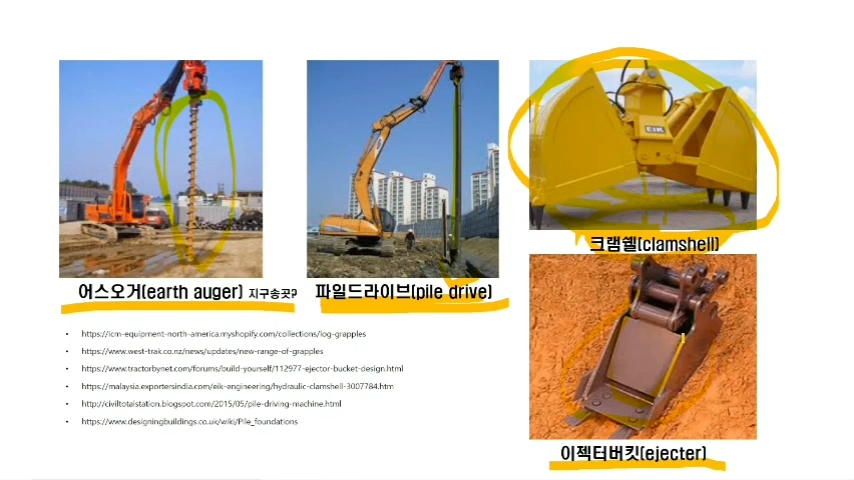 EIK
크램쉘(clamshell)
어스오거(earth auger) 지구송곳?
파일드라이브(pile drive)
• https://icm-equipment-north-america.myshopify.com/collections/log-grapples
• https://www.west-trak.co.nz/news/updates/new-range-of-grapples
• https://www.tractorbynet.com/forums/build-yourself/112977-ejector-bucket-design.html
• https://malaysia.exportersindia.com/eik-engineering/hydraulic-clamshell-3007784.htm
• http://civiltotalstation.blogspot.com/2015/05/pile-driving-machine.html
• https://www.designingbuildings.co.uk/wiki/Pile_foundations
이젝터버킷(ejecter)